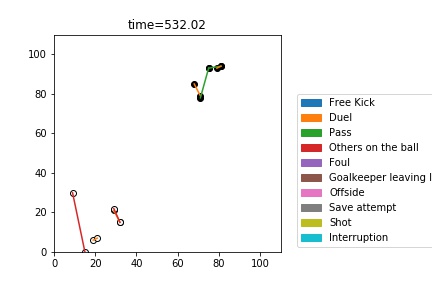 time=532.02
100
80
60
40
20
0
0 20 40 60 80 100
Free Kick
Duel
Pass
Others on the ball
Foul
Goalkeeper leaving l
Offside
Save attempt
Shot
Interruption